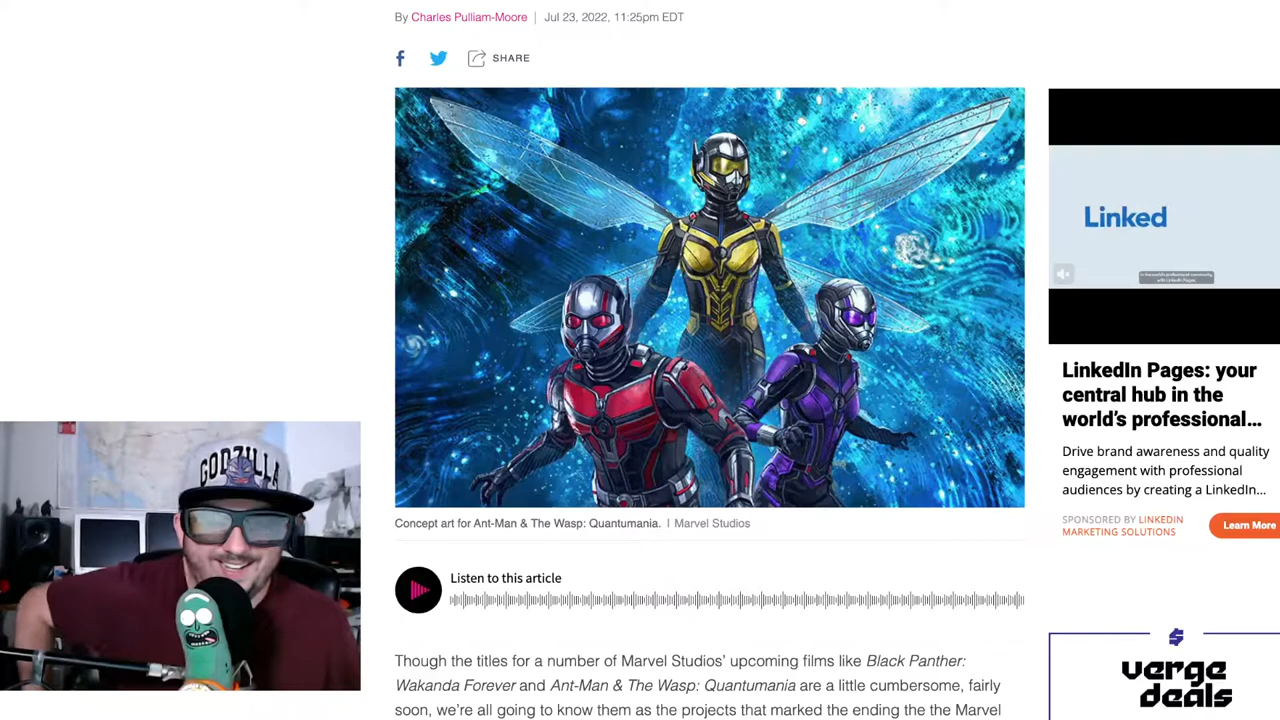 By Charles Pulliam-Moore | Jul 23, 2022, 11:25pm EDT
SHARE
Linked
LinkedIn Pages: your
central hub in the
world's professional...
Drive brand awareness and quality
engagement with professional
audiences by creating a LinkedIn...
SPONSORED BY LINKEDIN
MARKETING SOLUTIONS
Learn More
GODZILLA
Concept art for Ant-Man & The Wasp: Quantumania. | Marvel Studios
Listen to this article
Though the titles for a number of Marvel Studios' upcoming films like Black Panther:
Wakanda Forever and Ant-Man & The Wasp: Quantumania are a little cumbersome, fairly
soon, we're all going to know them as the projects that marked the ending the the Marvel
verge
deals